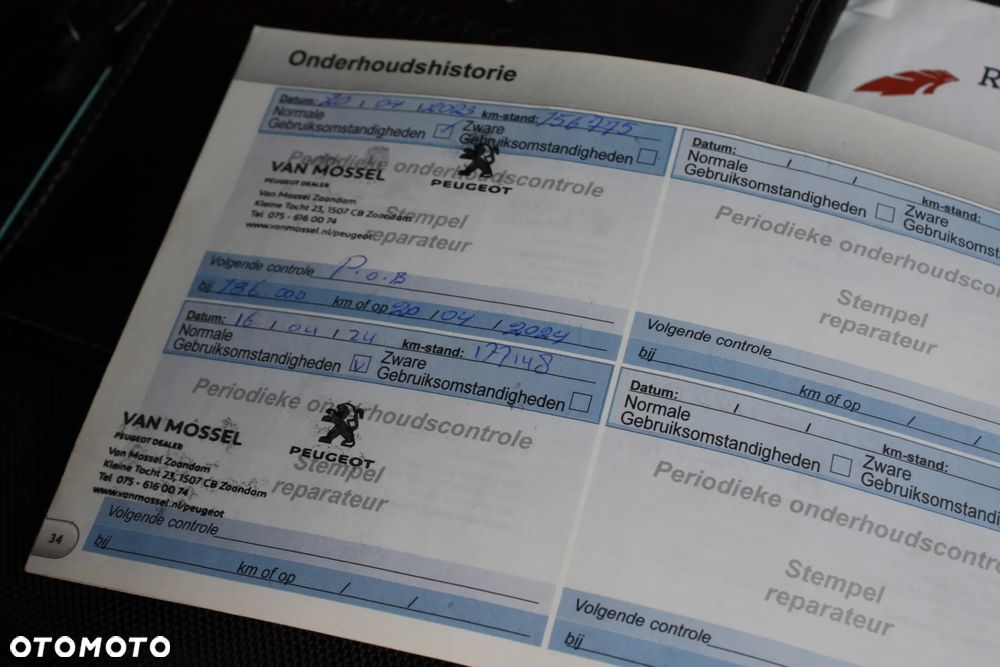 Onderhoudshistorie
Datum: 20 / 04 / 2023 km-stand: 156775
Normale Gebruiksomstandigheden Zware Gebruiksomstandigheden
Periodieke onderhoudscontrole
VAN MOSSEL
PEUGEOT DEALER
PEUGEOT
Van Mossel Zaandam
Kleine Tocht 23, 1507 CB Zaandam
Tel 075 - 616 00 74
www.vanmossel.nl/peugeot
Stempel
reparateur
Volgende controle P.O.B
bij 196.000 km of op 20 / 04 / 2024
Datum: 16 / 04 / 24 km-stand: 177148
Normale Gebruiksomstandigheden v Zware Gebruiksomstandigheden
Periodieke onderhoudscontrole
VAN MOSSEL
PEUGEOT DEALER
PEUGEOT
Van Mossel Zaandam
Kleine Tocht 23, 1507 CB Zaandam
Tel 075 - 616 00 74
www.vanmossel.nl/peugeot
Stempel
reparateur
Volgende controle
bij km of op / /
34
Datum: / / km-stand:
Normale Gebruiksomstandigheden Zware Gebruiksomstandi
Periodieke onderhoudscont
Stempel
reparateur
Volgende controle
bij km of op / /
Datum: / / km-stand:
Normale Gebruiksomstandigheden Zware Gebruiksomstandi
Periodieke onderhoudscontro
Stempel
reparateur
Volgende controle
bij
R
OTOMOTO